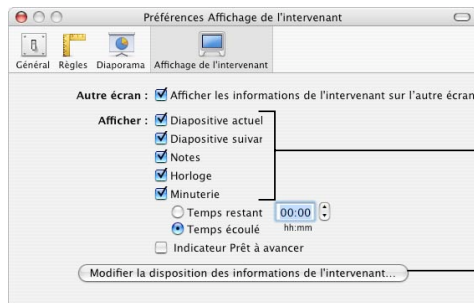 Préférences Affichage de l'intervenant
Général Règles Diaporama Affichage de l'intervenant
Autre écran : Afficher les informations de l'intervenant sur l'autre écran
Afficher : Diapositive actuel
Diapositive suivar
Notes
Horloge
Minuterie
Temps restant 00:00
Temps écoulé hh:mm
Indicateur Prêt à avancer
Modifier la disposition des informations de l'intervenant...